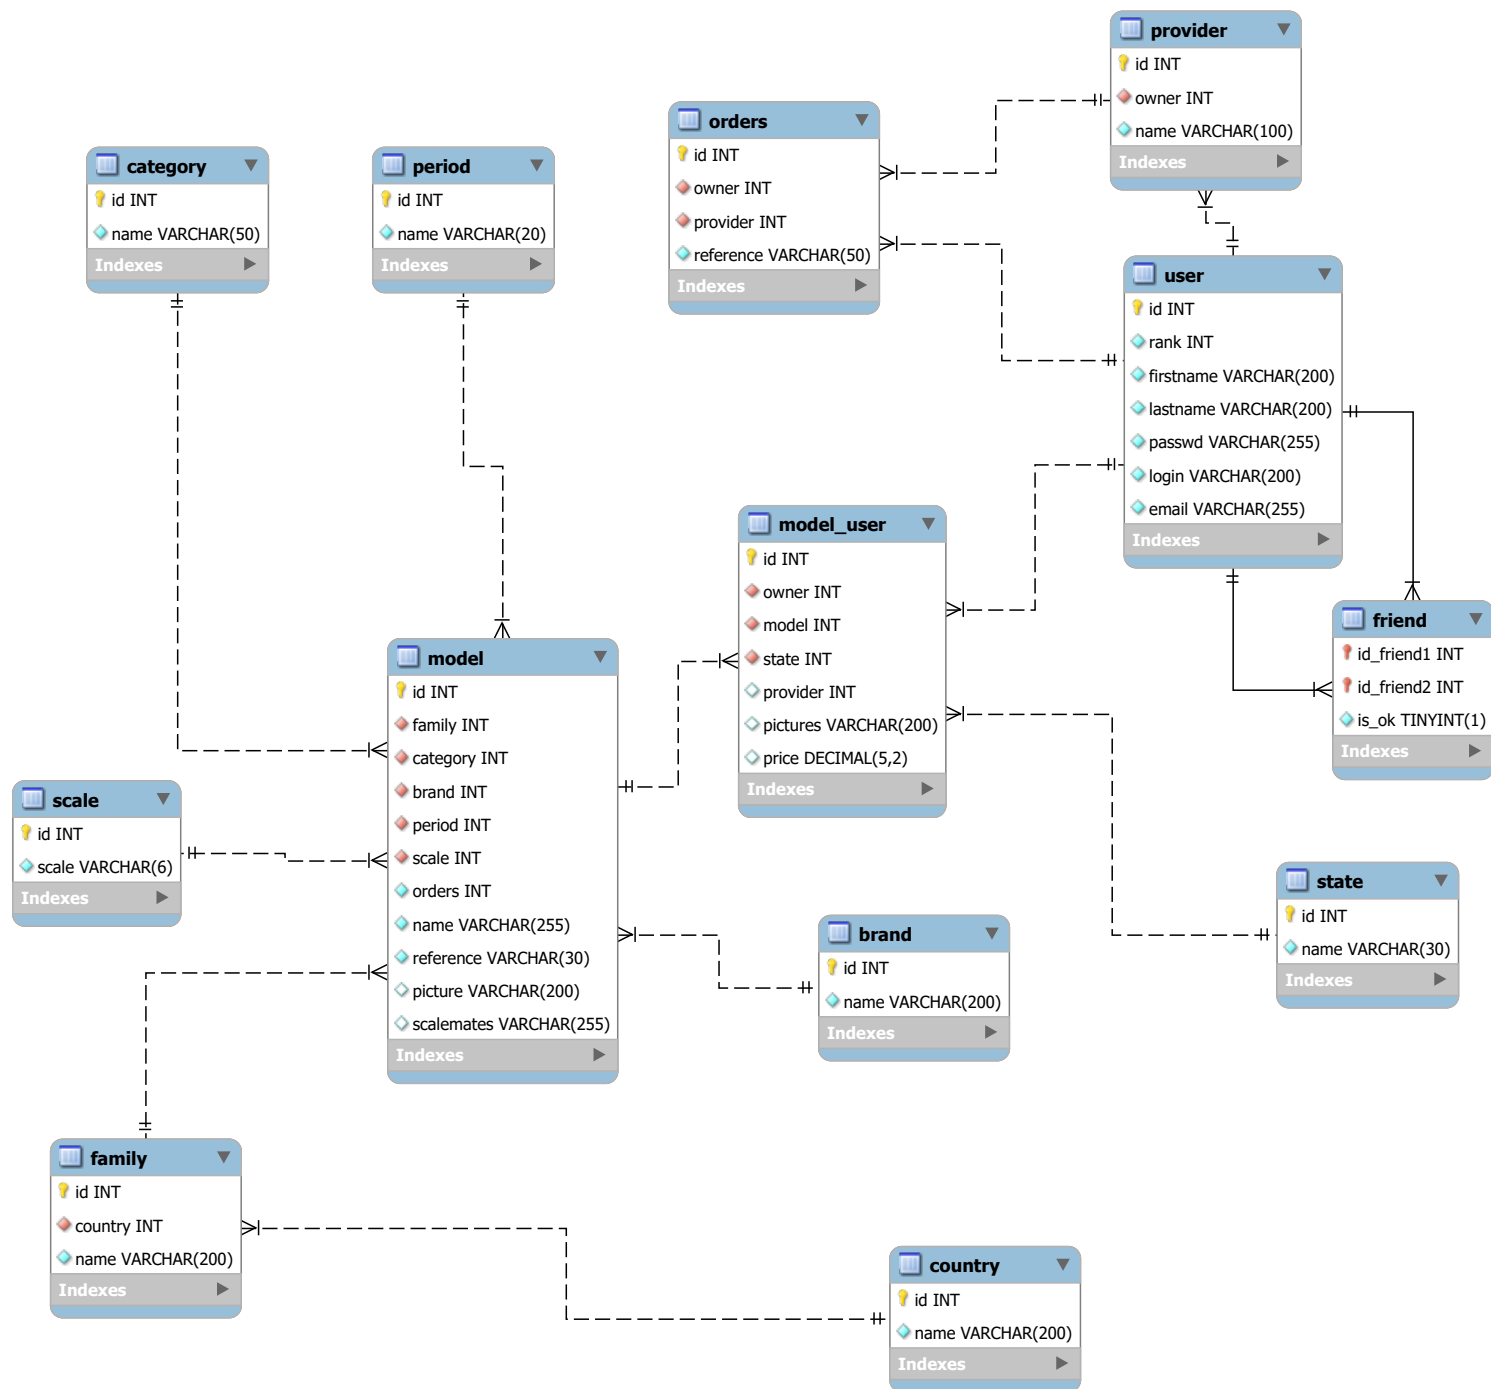 provider
id INT
owner INT
name VARCHAR(100)
Indexes
orders
id INT
owner INT
provider INT
reference VARCHAR(50)
Indexes
category
id INT
name VARCHAR(50)
Indexes
period
id INT
name VARCHAR(20)
Indexes
user
id INT
rank INT
firstname VARCHAR(200)
lastname VARCHAR(200)
passwd VARCHAR(255)
login VARCHAR(200)
email VARCHAR(255)
Indexes
model_user
id INT
owner INT
model INT
state INT
provider INT
pictures VARCHAR(200)
price DECIMAL(5,2)
Indexes
friend
id_friend1 INT
id_friend2 INT
is_ok TINYINT(1)
Indexes
model
id INT
family INT
category INT
brand INT
period INT
scale INT
orders INT
name VARCHAR(255)
reference VARCHAR(30)
picture VARCHAR(200)
scalemates VARCHAR(255)
Indexes
scale
id INT
scale VARCHAR(6)
Indexes
state
id INT
name VARCHAR(30)
Indexes
brand
id INT
name VARCHAR(200)
Indexes
family
id INT
country INT
name VARCHAR(200)
Indexes
country
id INT
name VARCHAR(200)
Indexes